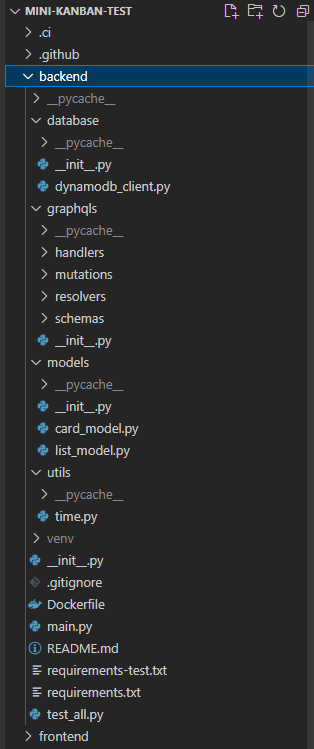 MINI-KANBAN-TEST
.ci
.github
backend
__pycache__
database
__pycache__
__init__.py
dynamodb_client.py
graphqls
__pycache__
handlers
mutations
resolvers
schemas
__init__.py
models
__pycache__
__init__.py
card_model.py
list_model.py
utils
__pycache__
time.py
venv
__init__.py
.gitignore
Dockerfile
main.py
README.md
requirements-test.txt
requirements.txt
test_all.py
frontend